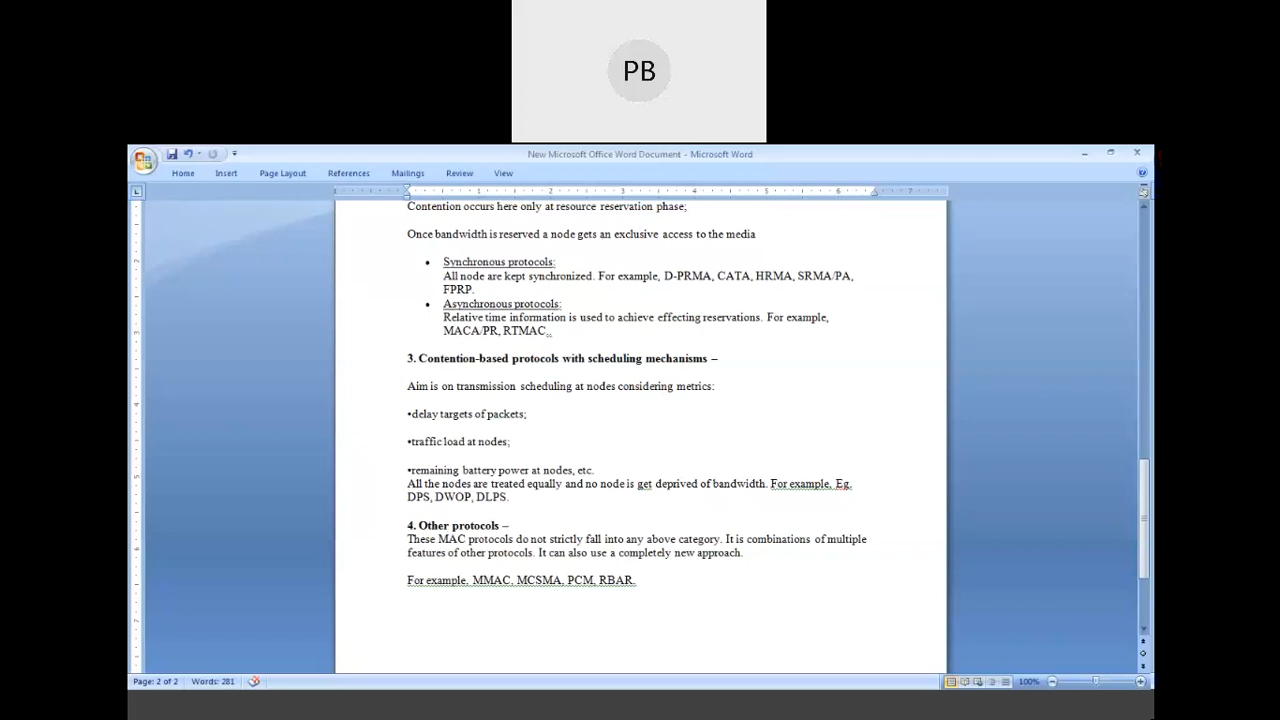 PB
New Microsoft Office Word Document - Microsoft Word
Home Insert Page Layout References Mailings Review View
1 2 3 4 5 6 7
Contention occurs here only at resource reservation phase;
Once bandwidth is reserved a node gets an exclusive access to the media
• Synchronous protocols:
All node are kept synchronized. For example, D-PRMA, CATA, HRMA, SRMA/PA,
FPRP.
• Asynchronous protocols:
Relative time information is used to achieve effecting reservations. For example,
MACA/PR, RTMAC..
3. Contention-based protocols with scheduling mechanisms –
Aim is on transmission scheduling at nodes considering metrics:
•delay targets of packets;
•traffic load at nodes;
•remaining battery power at nodes, etc.
All the nodes are treated equally and no node is get deprived of bandwidth. For example, Eg.
DPS, DWOP, DLPS.
4. Other protocols –
These MAC protocols do not strictly fall into any above category. It is combinations of multiple
features of other protocols. It can also use a completely new approach.
For example, MMAC, MCSMA, PCM, RBAR.
Page: 2 of 2 Words: 281 100%